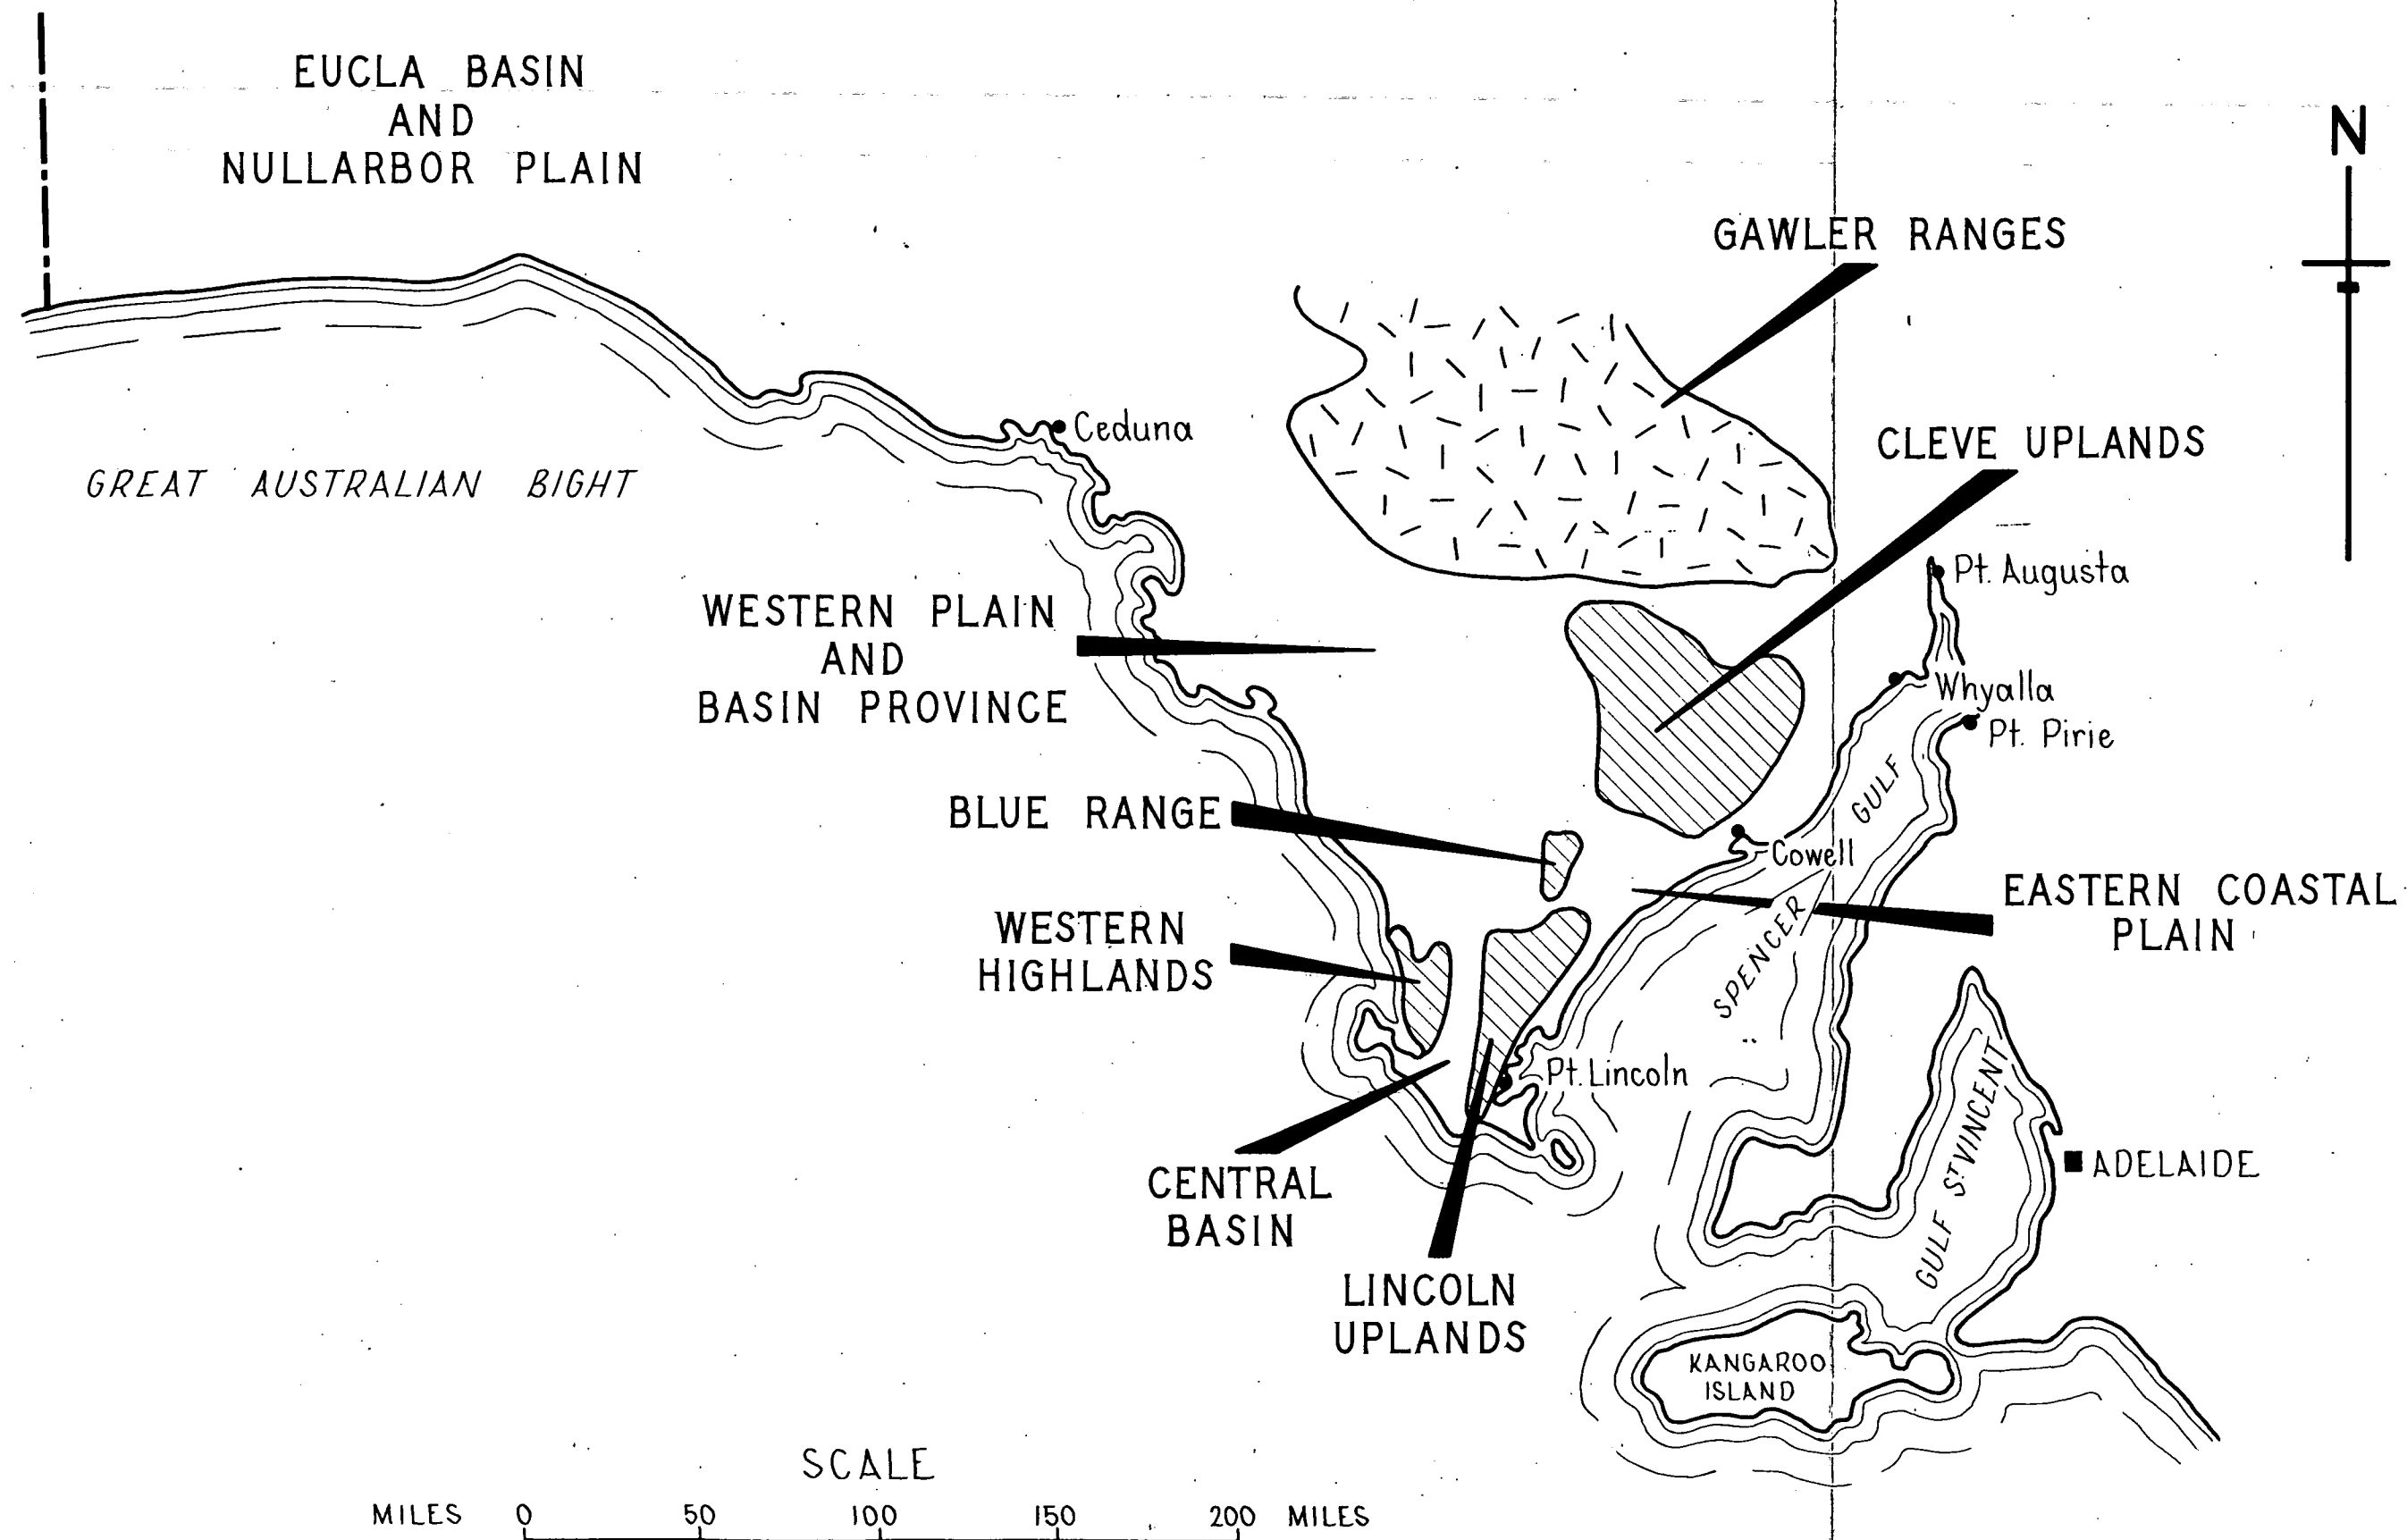 EUCLA BASIN
AND
NULLARBOR PLAIN
N
GAWLER RANGES
Ceduna
CLEVE UPLANDS
GREAT AUSTRALIAN BIGHT
Pt. Augusta
WESTERN PLAIN
AND
BASIN PROVINCE
Whyalla
Pt. Pirie
BLUE RANGE
Cowell
SPENCER GULF
EASTERN COASTAL
PLAIN
WESTERN
HIGHLANDS
Pt. Lincoln
GULF ST VINCENT
ADELAIDE
CENTRAL
BASIN
LINCOLN
UPLANDS
KANGAROO
ISLAND
SCALE
MILES 0 50 100 150 200 MILES